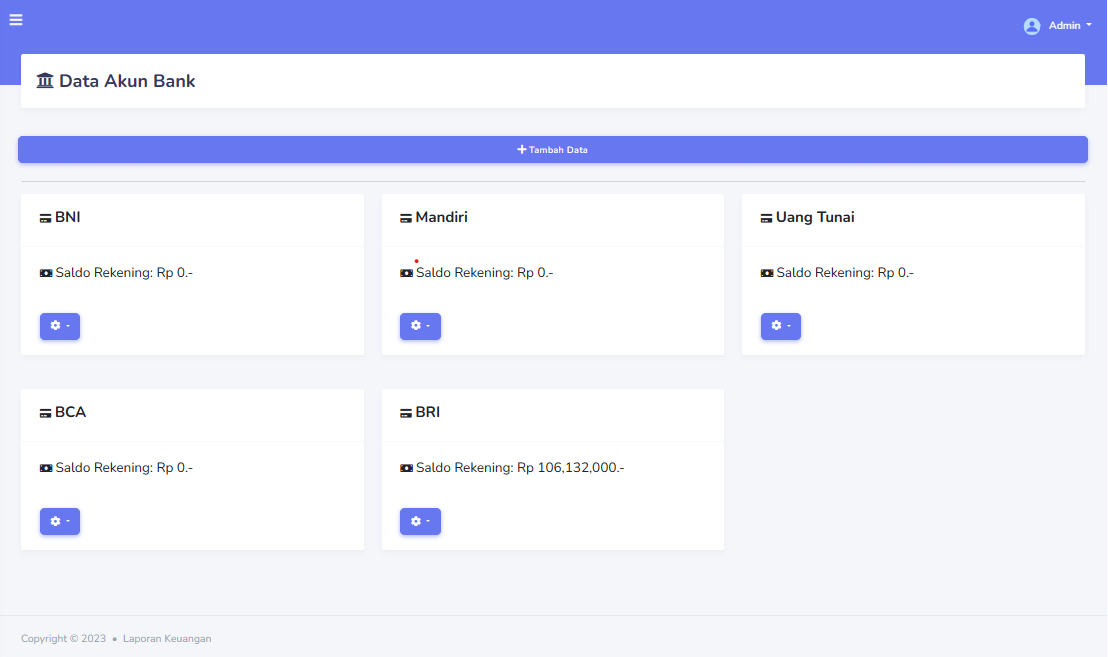 Admin
Data Akun Bank
Tambah Data
BNI
Saldo Rekening: Rp 0.-
Mandiri
Saldo Rekening: Rp 0.-
Uang Tunai
Saldo Rekening: Rp 0.-
BCA
Saldo Rekening: Rp 0.-
BRI
Saldo Rekening: Rp 106,132,000.-
Copyright © 2023 • Laporan Keuangan